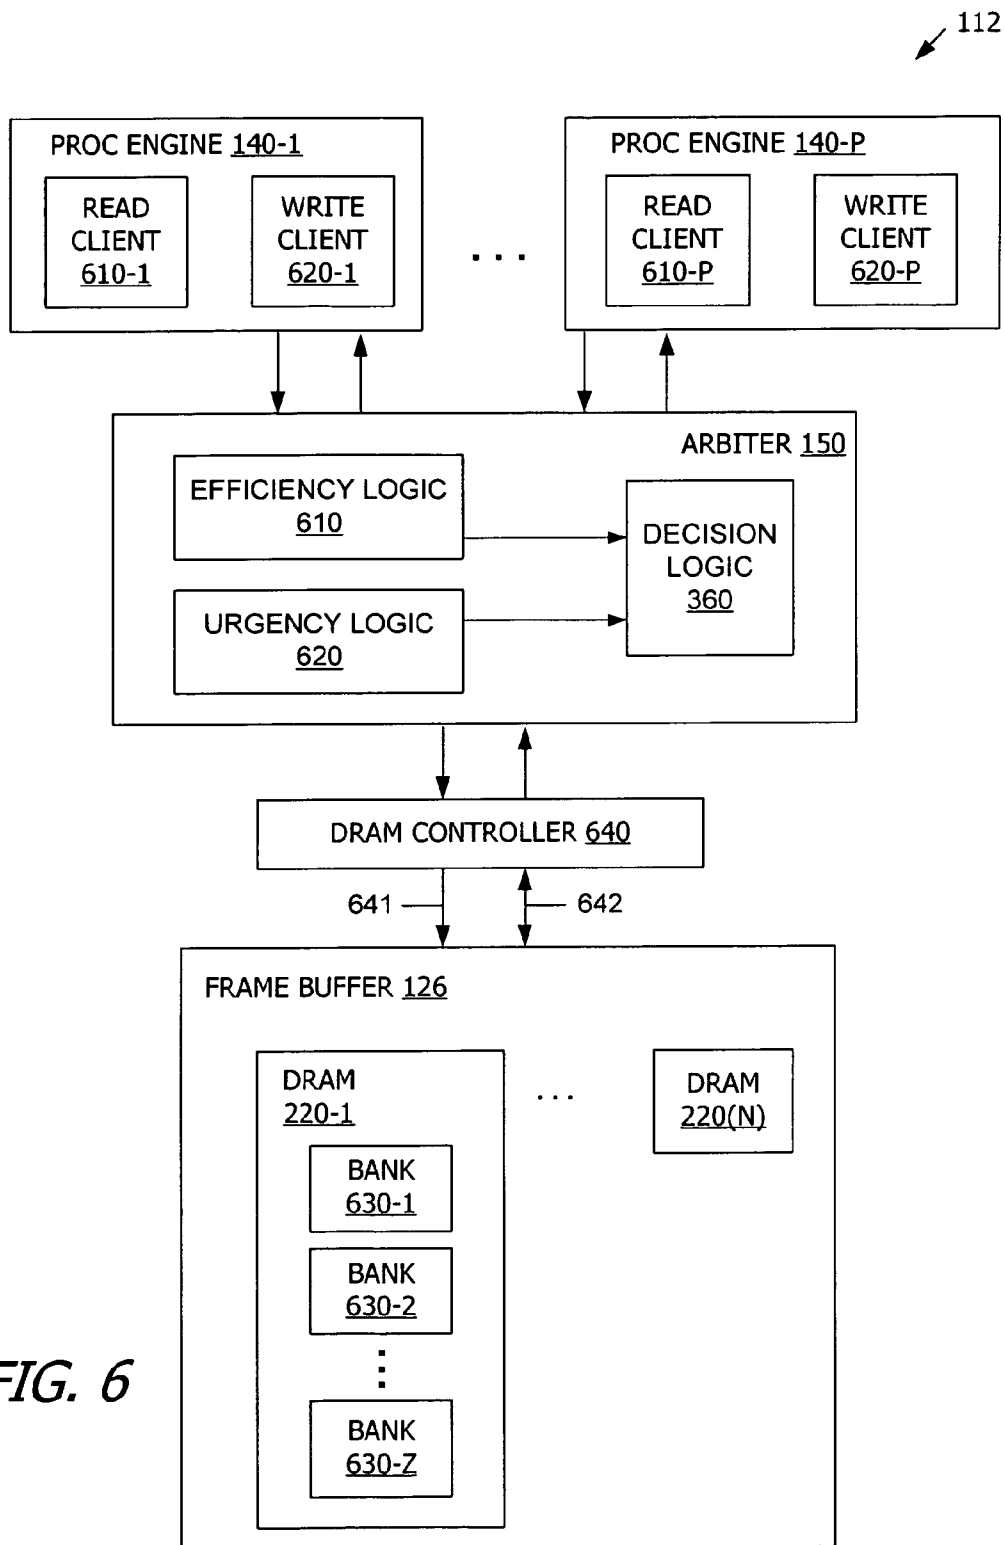 112
PROC ENGINE 140-1
READ
CLIENT
610-1
WRITE
CLIENT
620-1
...
PROC ENGINE 140-P
READ
CLIENT
610-P
WRITE
CLIENT
620-P
ARBITER 150
EFFICIENCY LOGIC
610
URGENCY LOGIC
620
DECISION
LOGIC
360
DRAM CONTROLLER 640
641
642
FRAME BUFFER 126
DRAM
220-1
BANK
630-1
BANK
630-2
BANK
630-Z
...
DRAM
220(N)
FIG. 6